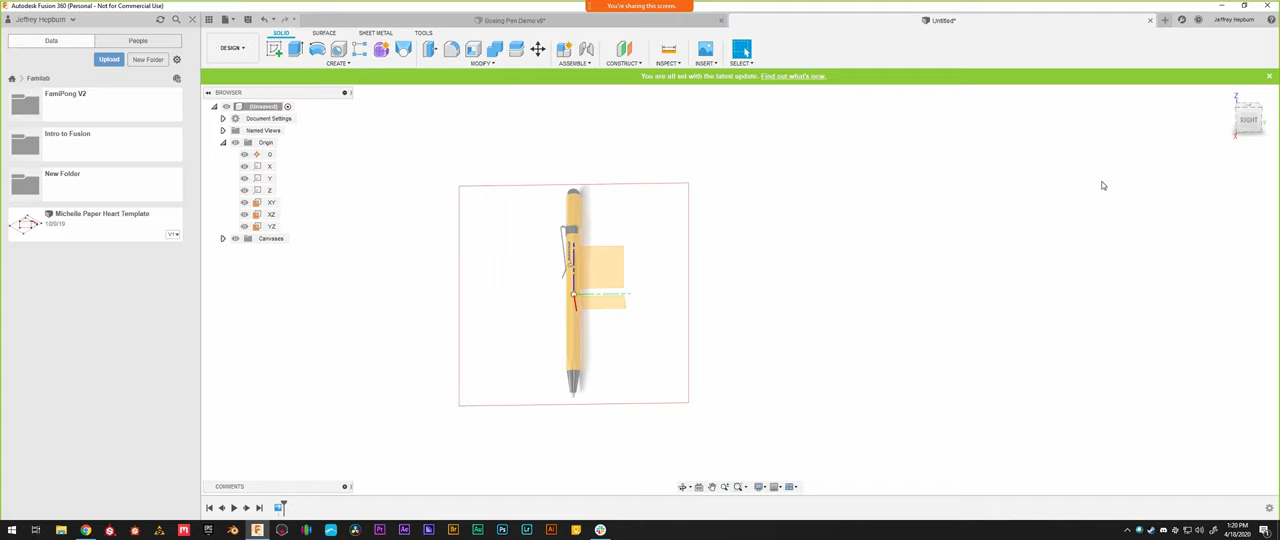 Autodesk Fusion 360 (Personal - Not for Commercial Use)
You're sharing this screen.
Jeffrey Hepburn
Boeing Pen Demo v8*
Untitled*
Jeffrey Hepburn
Data
People
SOLID
SURFACE
SHEET METAL
TOOLS
Upload
New Folder
DESIGN
CREATE
MODIFY
ASSEMBLE
CONSTRUCT
INSPECT
INSERT
SELECT
Familab
You are all set with the latest update. Find out what's new.
BROWSER
FamiPong V2
(Unsaved)
Document Settings
Named Views
Intro to Fusion
Origin
O
X
Y
Z
New Folder
XY
XZ
YZ
Michelle Paper Heart Template
10/9/19
V1
Canvases
Z
RIGHT
Y
X
COMMENTS
1:20 PM
4/18/2020